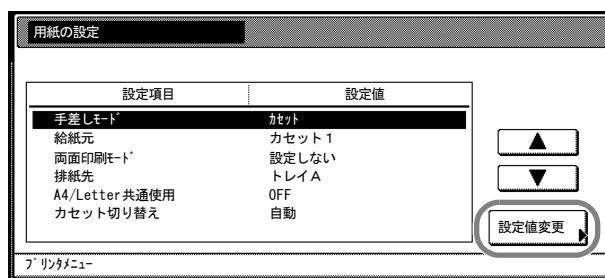 用紙の設定
設定項目 設定値
手差しﾓｰﾄﾞ ｶｾｯﾄ
給紙元 カセット1
両面印刷ﾓｰﾄﾞ 設定しない
排紙先 トレイA
A4/Letter共通使用 OFF
カセット切り替え 自動
設定値変更
ﾌﾟﾘﾝﾀﾒﾆｭｰ